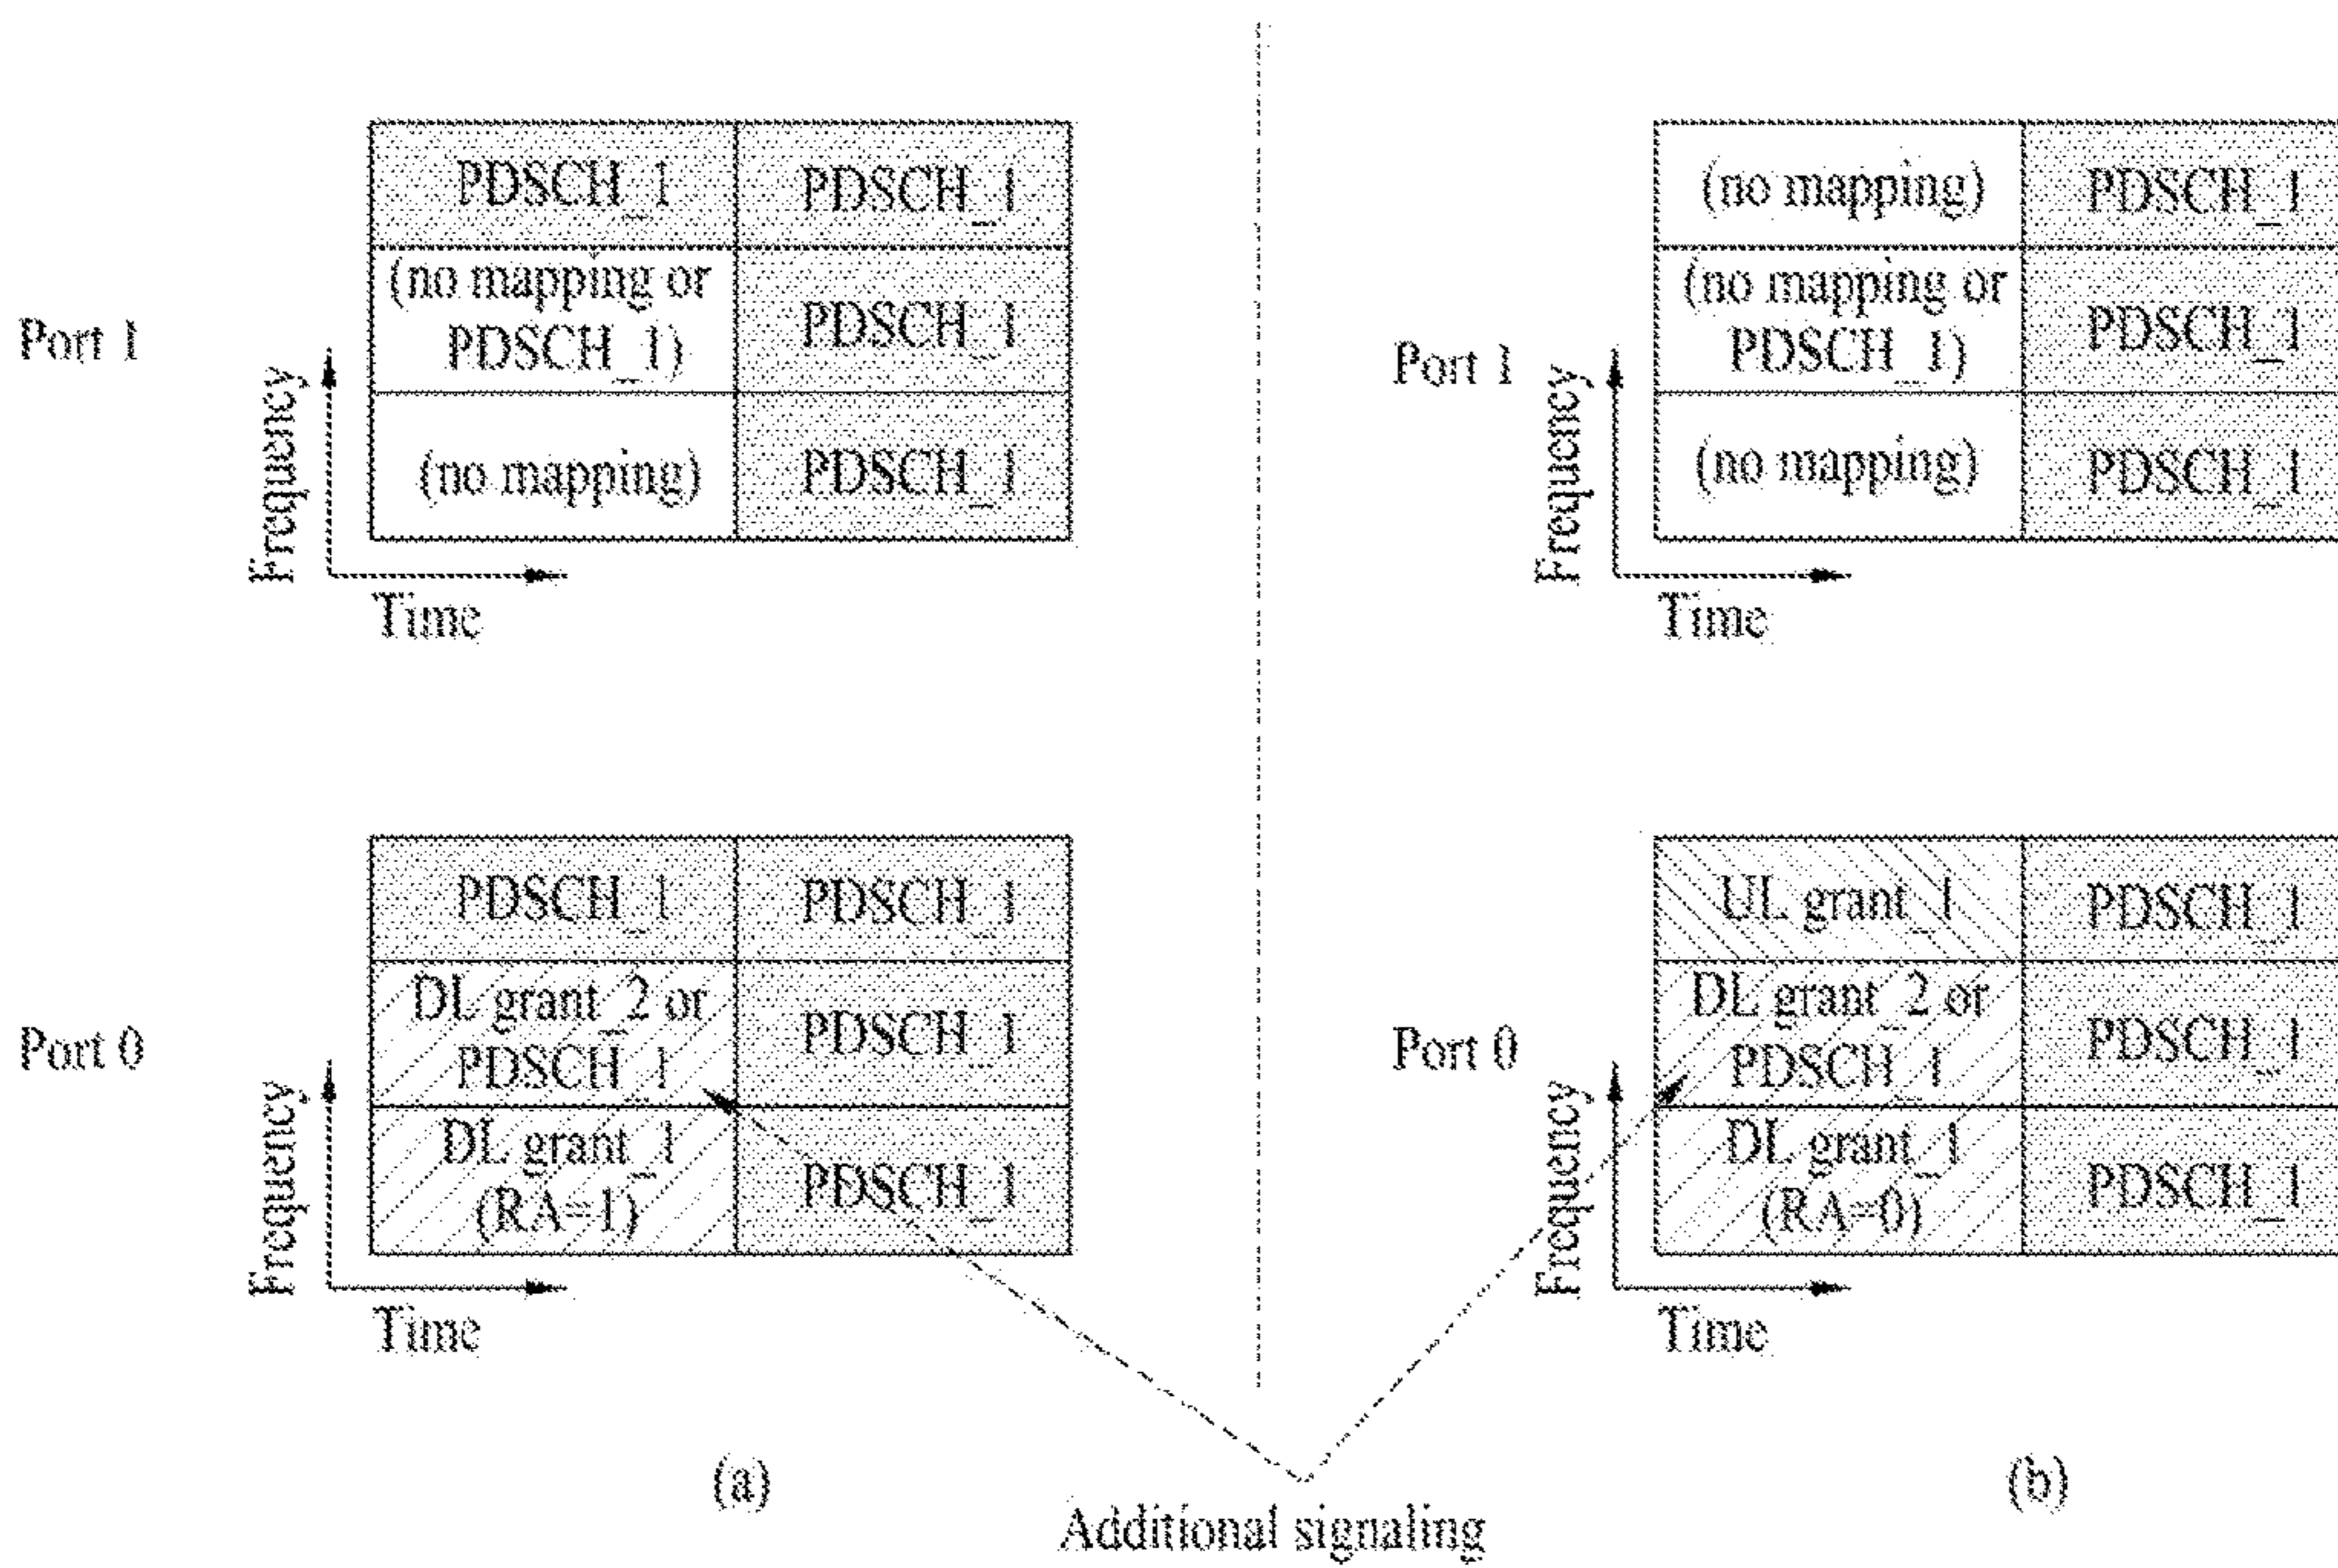 PDSCH_1 PDSCH_1
(no mapping or
PDSCH_1) PDSCH_1
(no mapping) PDSCH_1
Port 1
Frequency
Time
(no mapping) PDSCH_1
(no mapping or
PDSCH_1) PDSCH_1
(no mapping) PDSCH_1
Port 1
Frequency
Time
PDSCH_1 PDSCH_1
DL grant_2 or
PDSCH_1 PDSCH_1
DL grant_1
(RA=1) PDSCH_1
Port 0
Frequency
Time
UL grant_1 PDSCH_1
DL grant_2 or
PDSCH_1 PDSCH_1
DL grant_1
(RA=0) PDSCH_1
Port 0
Frequency
Time
(a)
(b)
Additional signaling